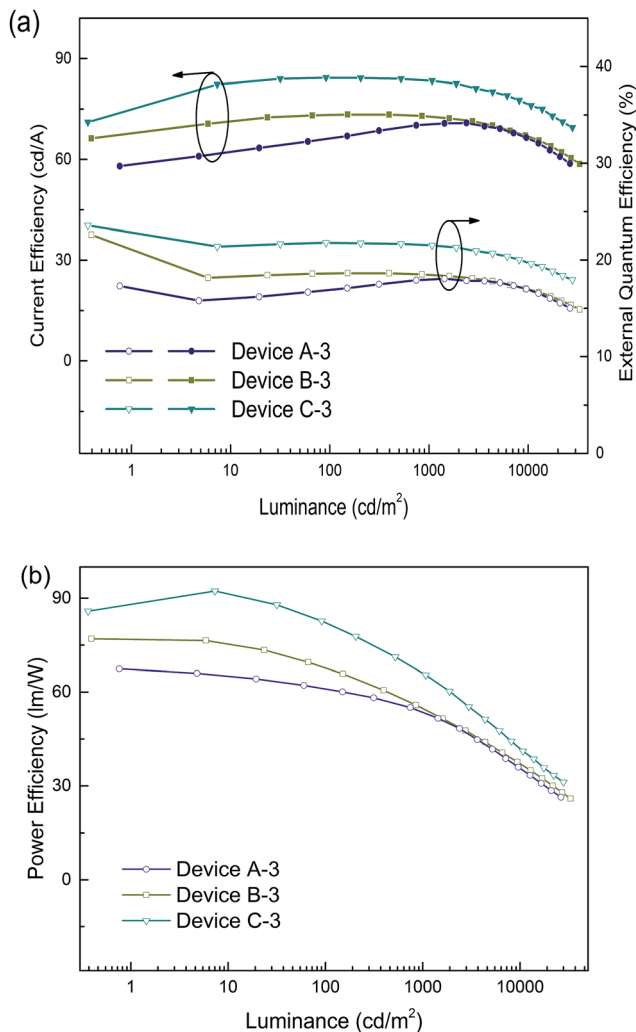 (a)
90
60
30
0
Current Efficiency (cd/A)
40
30
20
10
0
External Quantum Efficiency (%)
Device A-3
Device B-3
Device C-3
1 10 100 1000 10000
Luminance (cd/m²)
(b)
90
60
30
0
Power Efficiency (lm/W)
Device A-3
Device B-3
Device C-3
1 10 100 1000 10000
Luminance (cd/m²)